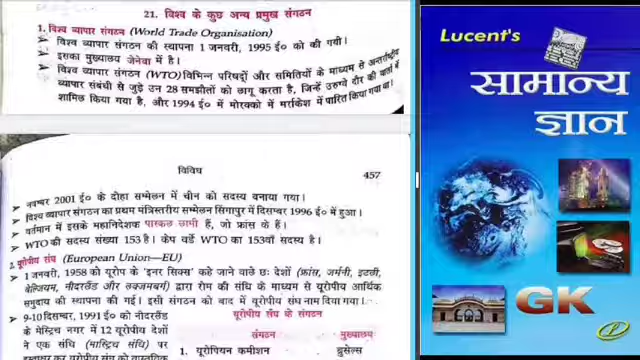 21. विश्व के कुछ अन्य प्रमुख संगठन
1. विश्व व्यापार संगठन (World Trade Organisation)
➤ विश्व व्यापार संगठन की स्थापना 1 जनवरी, 1995 ई० को की गयी।
➤ इसका मुख्यालय जेनेवा में है।
➤ विश्व व्यापार संगठन (WTO) विभिन्न परिषदों और समितियों के माध्यम से अन्तर्राष्ट्रीय
व्यापार संबंधी से जुड़े उन 28 समझौलों को लागू करता है, जिन्हें उरुग्वे दौर की वार्ता में
शामिल किया गया है, और 1994 ई० में मोरक्को में मर्राकेश में पारित किया गया था।
विविध 457
➤ नवम्बर 2001 ई० के दोहा सम्मेलन में चीन को सदस्य बनाया गया।
➤ विश्व व्यापार संगठन का प्रथम मंत्रिस्तरीय सम्मेलन सिंगापुर में दिसम्बर 1996 ई० में हुआ।
➤ वर्तमान में इसके महानिदेशक पास्कल लामी हैं, जो फ्रांस के हैं।
➤ WTO की सदस्य संख्या 153 है। केप वर्डे WTO का 153वाँ सदस्य है।
2. यूरोपीय संघ (European Union—EU)
➤ 1 जनवरी, 1958 को यूरोप के 'इनर सिक्स' कहे जाने वाले छः देशों (फ्रांस, जर्मनी, इटली,
बेल्जियम, नीदरलैंड और लक्जमबर्ग) द्वारा रोम की संधि के माध्यम से यूरोपीय आर्थिक
समुदाय की स्थापना की गई। इसी संगठन को बाद में यूरोपीय संघ नाम दिया गया।
➤ 9-10 दिसम्बर, 1991 ई० को नीदरलैंड
के मेस्ट्रिच नगर में 12 यूरोपीय देशों
ने एक संधि (मास्ट्रिच संधि) पर
हस्ताक्षर कर यूरोपीय संघ को वास्तविक
यूरोपीय संघ के संगठन
संगठन मुख्यालय
1. यूरोपियन कमीशन ब्रुसेल्स
Lucent's
सामान्य
ज्ञान
GK